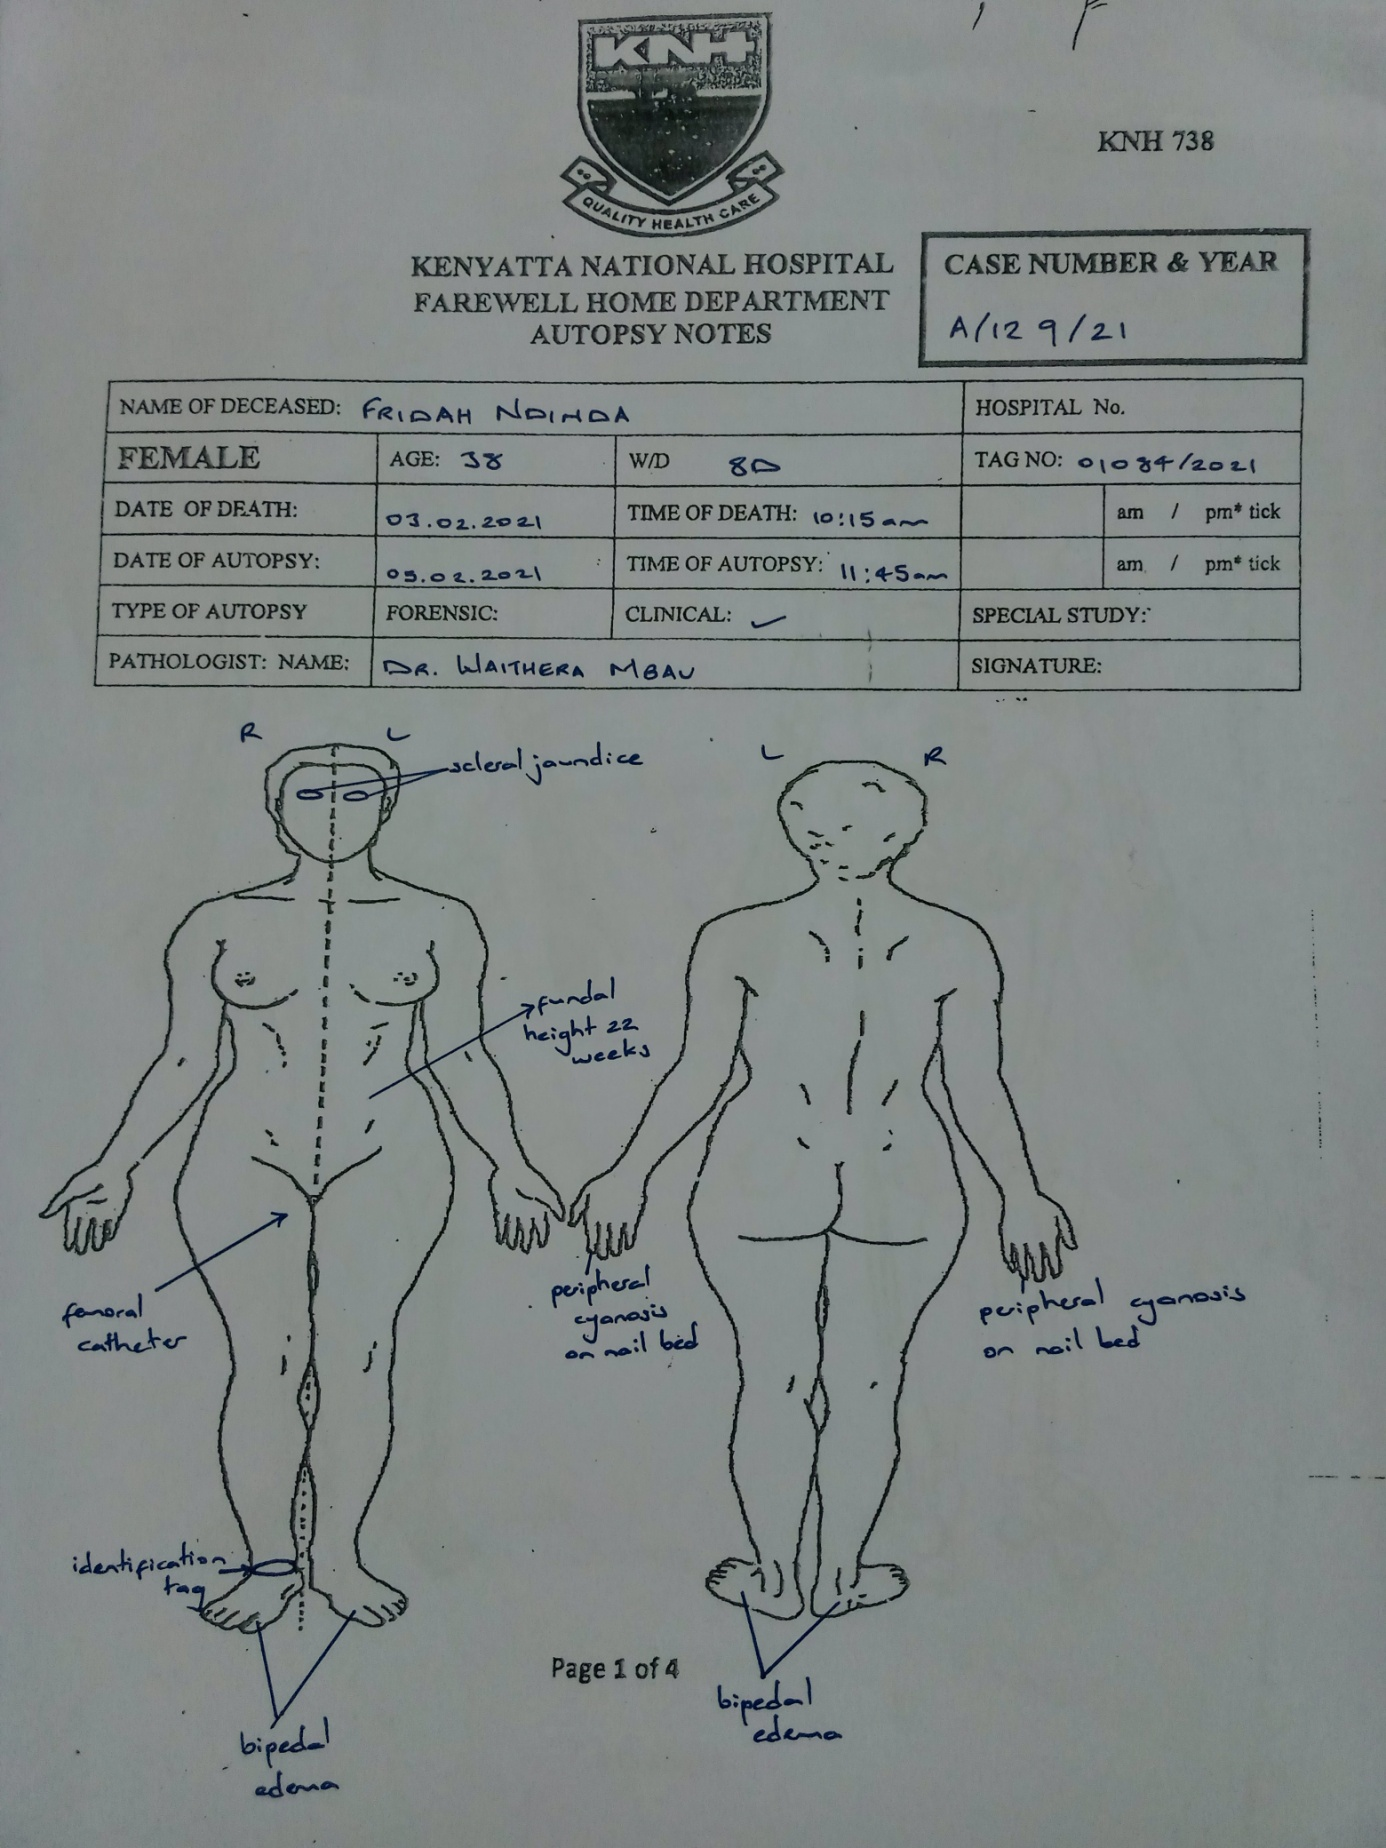 KNH
QUALITY HEALTH CARE
KNH 738
KENYATTA NATIONAL HOSPITAL
FAREWELL HOME DEPARTMENT
AUTOPSY NOTES
CASE NUMBER & YEAR
A/129/21
NAME OF DECEASED: FRIDAH NDINDA HOSPITAL No.
FEMALE AGE: 38 W/D 8D TAG NO: 01084/2021
DATE OF DEATH: 03.02.2021 TIME OF DEATH: 10:15am am / pm* tick
DATE OF AUTOPSY: 05.02.2021 TIME OF AUTOPSY: 11:45am am / pm* tick
TYPE OF AUTOPSY FORENSIC: CLINICAL: ✓ SPECIAL STUDY:
PATHOLOGIST: NAME: DR. WAITHERA MBAU SIGNATURE:
R L
scleral jaundice
L R
fundal
height 22
weeks
femoral
catheter
peripheral
cyanosis
on nail bed
peripheral cyanosis
on nail bed
identification
tag
bipedal
edema
Page 1 of 4
bipedal
edema